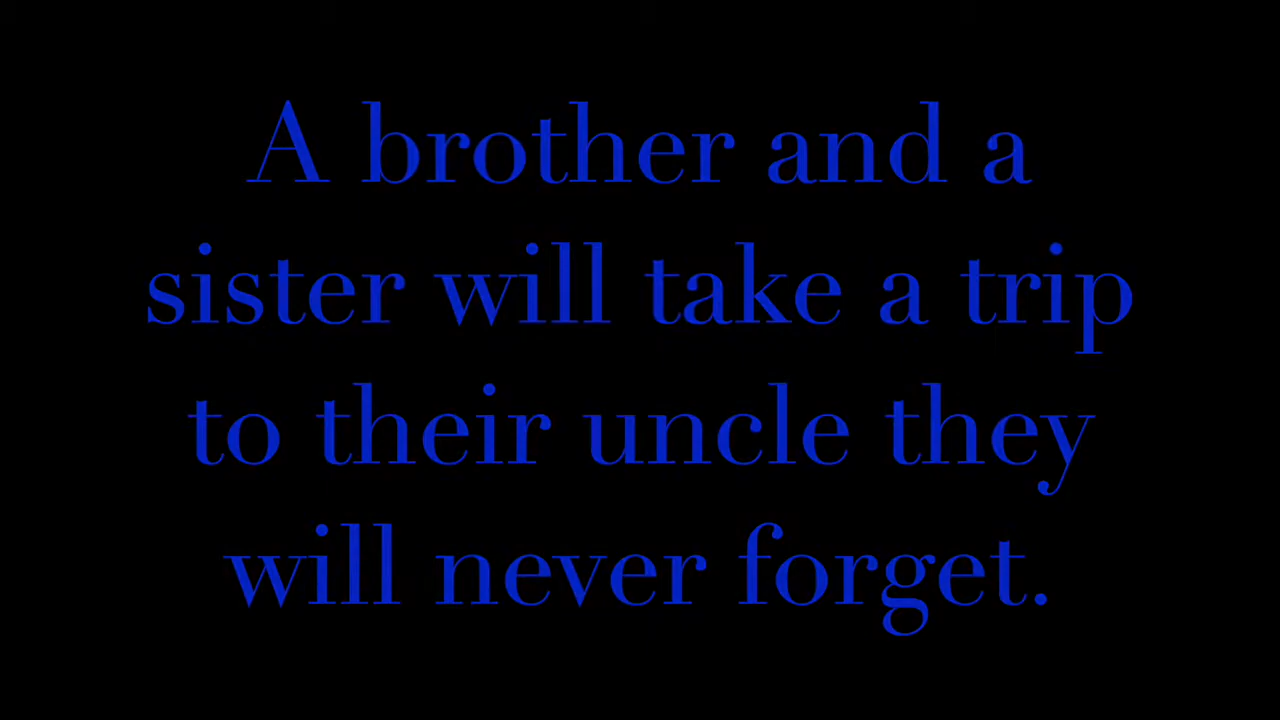 A brother and a
sister will take a trip
to their uncle they
will never forget.